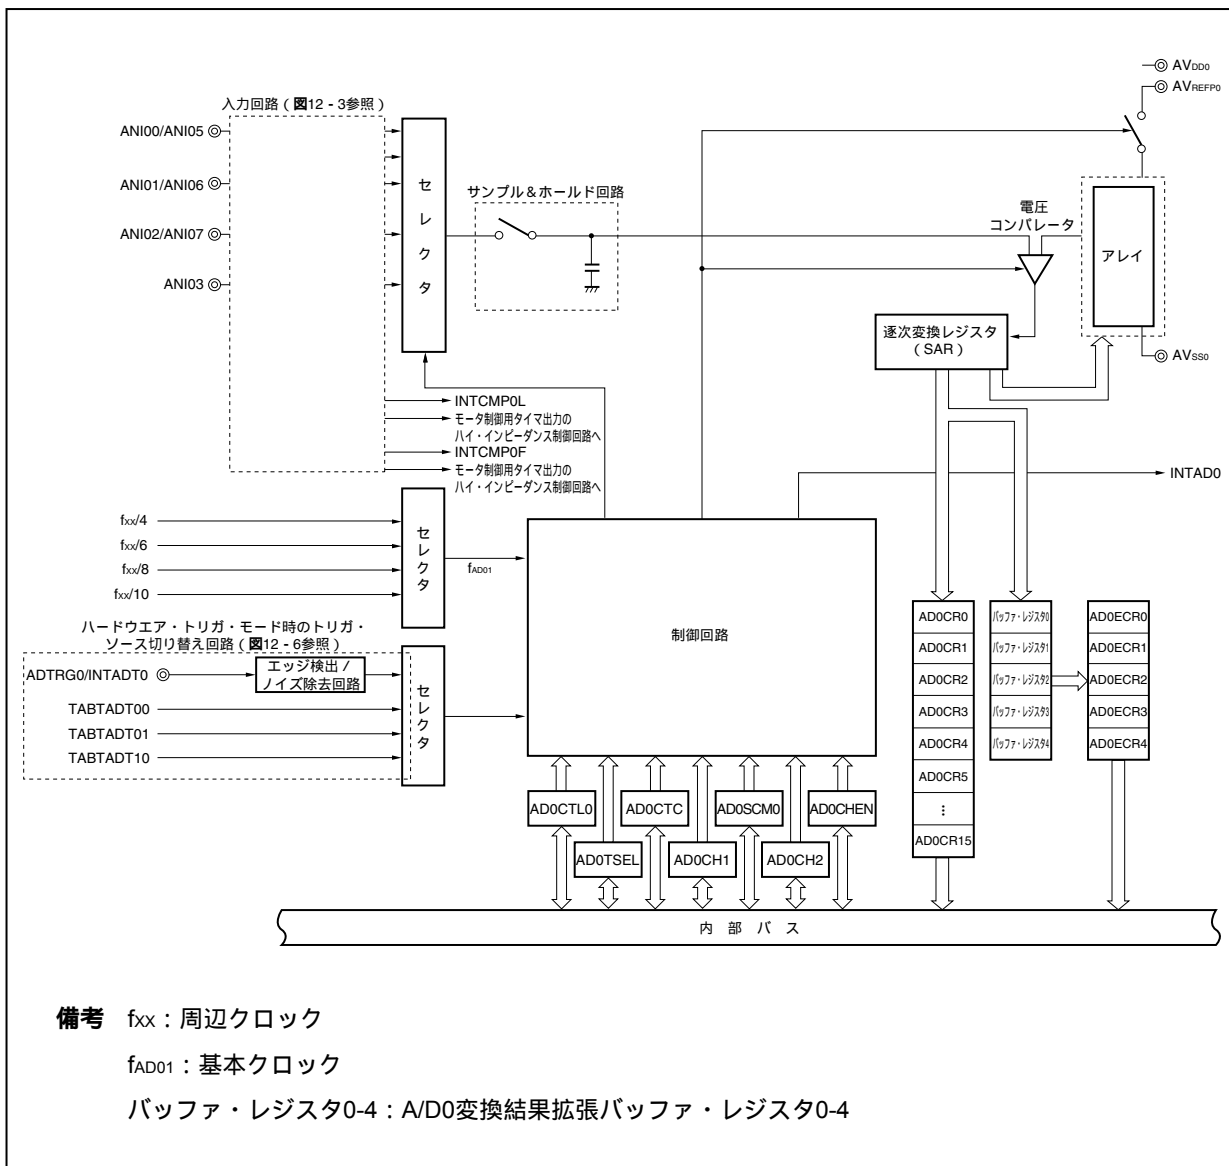 AVDD0
AVREFP0
入力回路（図12 - 3参照）
ANI00/ANI05
ANI01/ANI06
ANI02/ANI07
ANI03
セレクタ
サンプル＆ホールド回路
電圧
コンパレータ
アレイ
逐次変換レジスタ
（SAR）
AVSS0
INTCMP0L
モータ制御用タイマ出力の
ハイ・インピーダンス制御回路へ
INTCMP0F
モータ制御用タイマ出力の
ハイ・インピーダンス制御回路へ
INTAD0
fxx/4
fxx/6
fxx/8
fxx/10
セレクタ
fAD01
制御回路
ハードウエア・トリガ・モード時のトリガ・
ソース切り替え回路（図12 - 6参照）
ADTRG0/INTADT0
エッジ検出 /
ノイズ除去回路
TABTADT00
TABTADT01
TABTADT10
セレクタ
AD0CR0
AD0CR1
AD0CR2
AD0CR3
AD0CR4
AD0CR5
⋮
AD0CR15
バッファ・レジスタ0
バッファ・レジスタ1
バッファ・レジスタ2
バッファ・レジスタ3
バッファ・レジスタ4
AD0ECR0
AD0ECR1
AD0ECR2
AD0ECR3
AD0ECR4
AD0CTL0
AD0CTC
AD0SCM0
AD0CHEN
AD0TSEL
AD0CH1
AD0CH2
内 部 バ ス
備考 fXX：周辺クロック
fAD01：基本クロック
バッファ・レジスタ0-4：A/D0変換結果拡張バッファ・レジスタ0-4